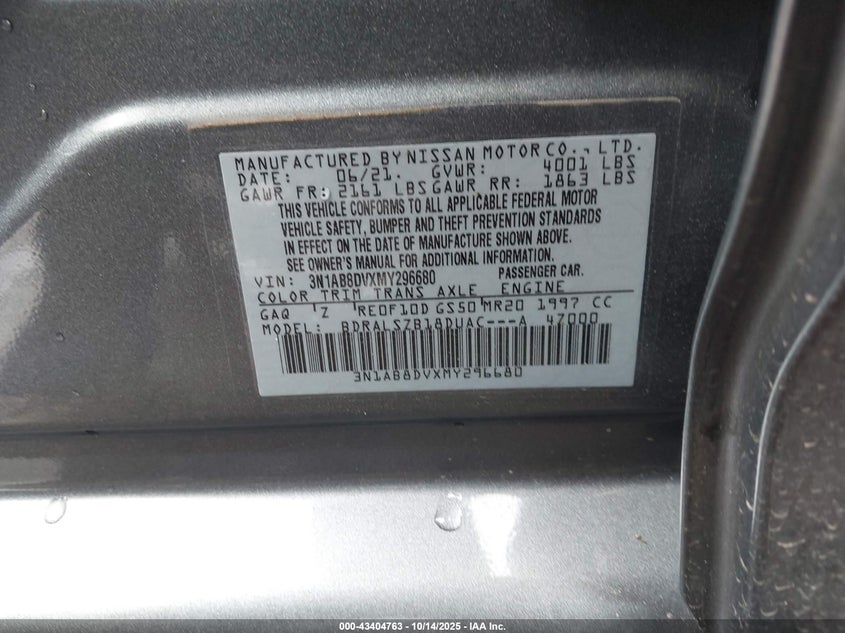 MANUFACTURED BY NISSAN MOTOR CO., LTD.
DATE: 06/21. GVWR: 4001 LBS
GAWR FR: 2161 LBS GAWR RR: 1863 LBS
THIS VEHICLE CONFORMS TO ALL APPLICABLE FEDERAL MOTOR
VEHICLE SAFETY, BUMPER AND THEFT PREVENTION STANDARDS
IN EFFECT ON THE DATE OF MANUFACTURE SHOWN ABOVE.
SEE OWNER'S MANUAL FOR ADDITIONAL INFORMATION.
VIN: 3N1AB8DVXMY296680 PASSENGER CAR.
COLOR TRIM TRANS AXLE ENGINE
GAQ Z RE0F10D GS50 MR20 1997 CC
MODEL: BDRALSZB18DUAC---A 47000
3N1AB8DVXMY296680
000-43404763 - 10/14/2025 - IAA Inc.